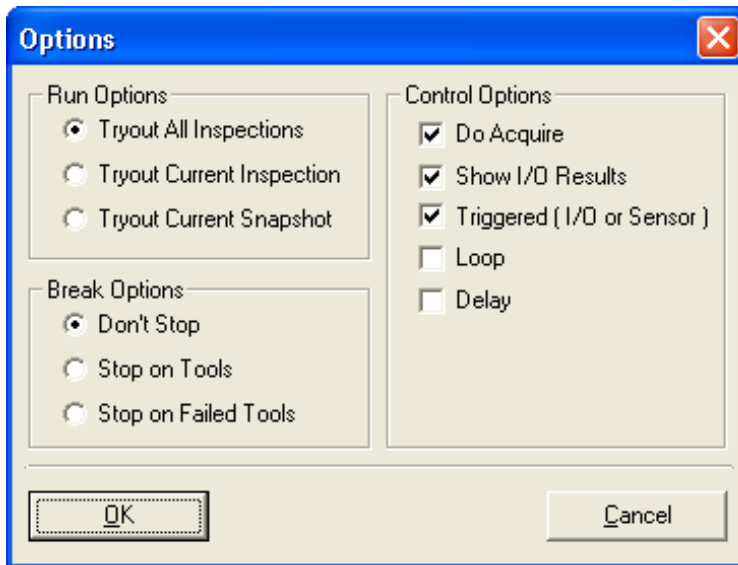 Options
Run Options
Tryout All Inspections
Tryout Current Inspection
Tryout Current Snapshot
Break Options
Don't Stop
Stop on Tools
Stop on Failed Tools
Control Options
Do Acquire
Show I/O Results
Triggered ( I/O or Sensor )
Loop
Delay
OK
Cancel